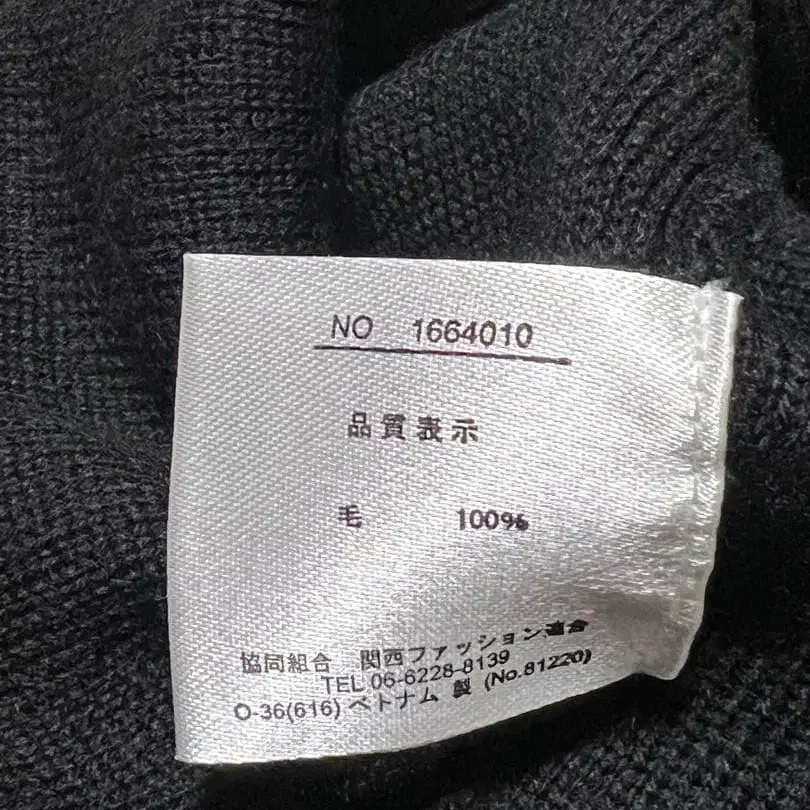 NO 1664010
品質表示
毛 100%
協同組合 関西ファッション連合
TEL 06-6228-8139
O-36(616) ベトナム 製 (No.81220)